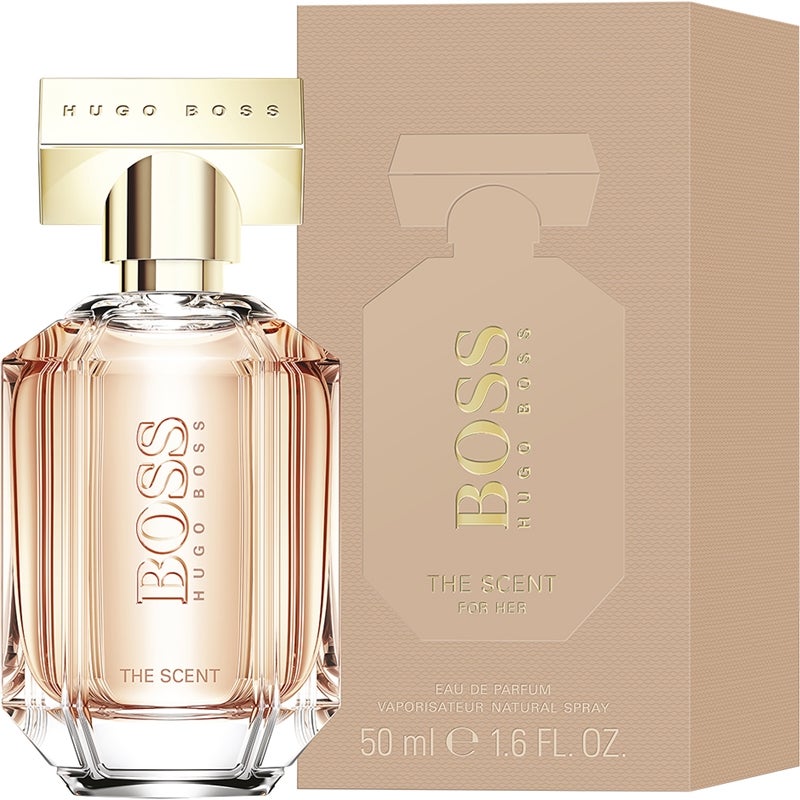 HUGO BOSS
BOSS
HUGO BOSS
THE SCENT
BOSS
HUGO BOSS
THE SCENT
FOR HER
EAU DE PARFUM
VAPORISATEUR NATURAL SPRAY
50 ml ℮ 1.6 FL. OZ.